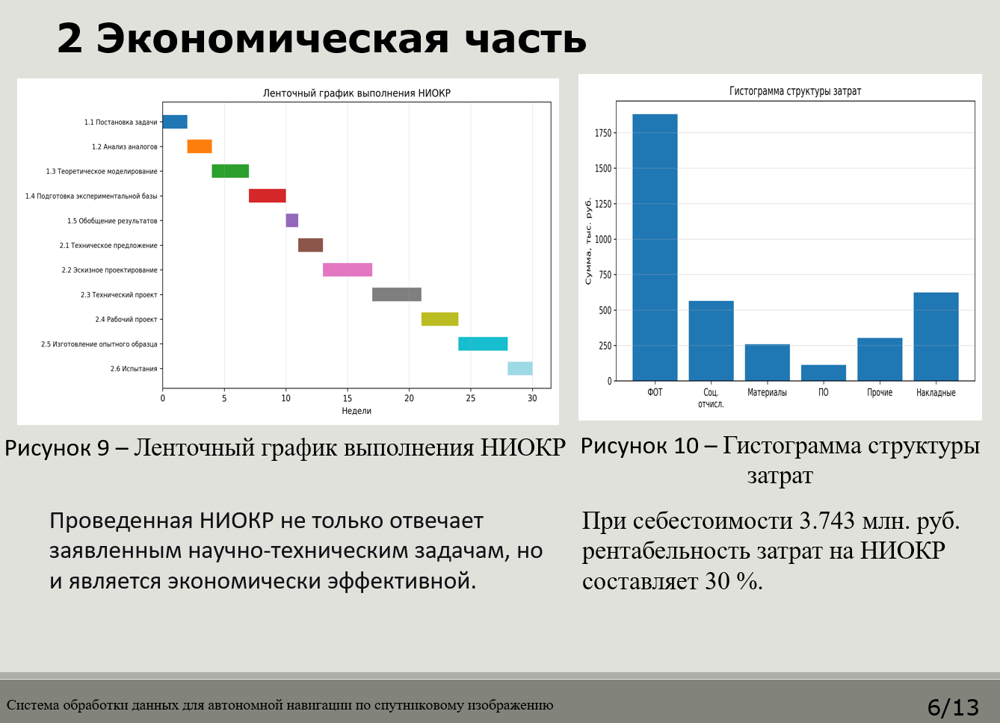 2 Экономическая часть
Ленточный график выполнения НИОКР
1.1 Постановка задачи
1.2 Анализ аналогов
1.3 Теоретическое моделирование
1.4 Подготовка экспериментальной базы
1.5 Обобщение результатов
2.1 Техническое предложение
2.2 Эскизное проектирование
2.3 Технический проект
2.4 Рабочий проект
2.5 Изготовление опытного образца
2.6 Испытания
0 5 10 15 20 25 30
Недели
Рисунок 9 – Ленточный график выполнения НИОКР
Проведенная НИОКР не только отвечает
заявленным научно-техническим задачам, но
и является экономически эффективной.
Гистограмма структуры затрат
Сумма, тыс. руб.
1750
1500
1250
1000
750
500
250
0
ФОТ Соц. Материалы ПО Прочие Накладные
отчисл.
Рисунок 10 – Гистограмма структуры
затрат
При себестоимости 3.743 млн. руб.
рентабельность затрат на НИОКР
составляет 30 %.
Система обработки данных для автономной навигации по спутниковому изображению
6/13